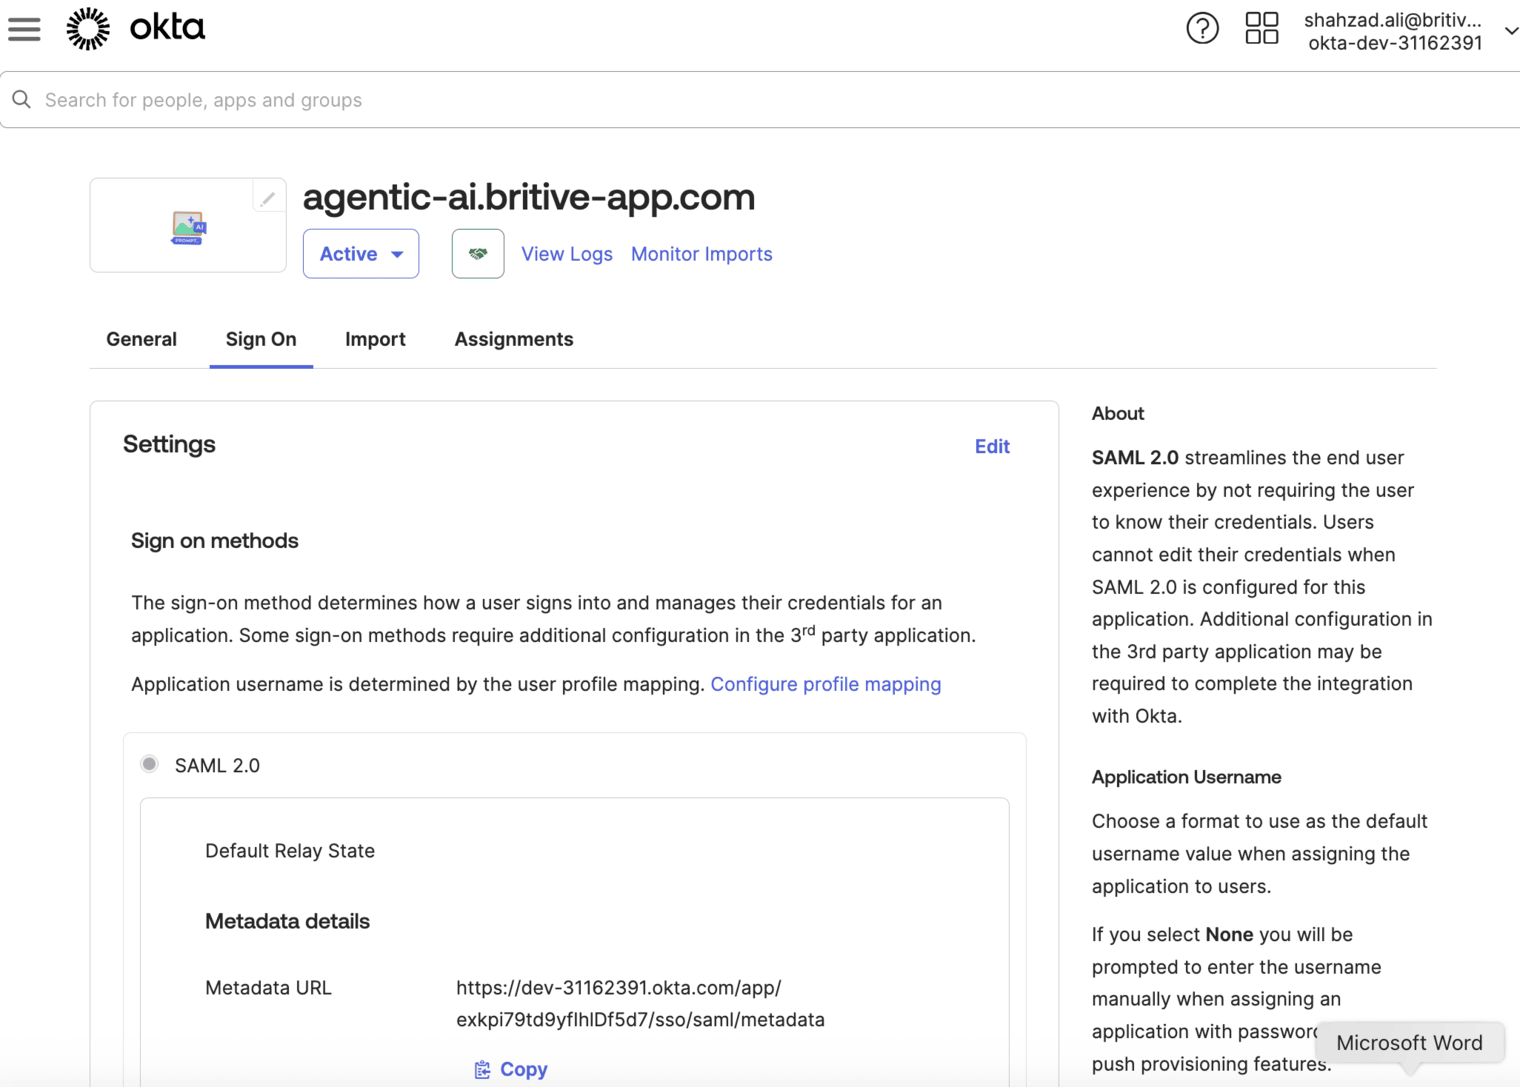 okta
shahzad.ali@britiv...
okta-dev-31162391
Search for people, apps and groups
AI
PROMPT...
agentic-ai.britive-app.com
Active
View Logs
Monitor Imports
General
Sign On
Import
Assignments
Settings
Edit
Sign on methods
The sign-on method determines how a user signs into and manages their credentials for an
application. Some sign-on methods require additional configuration in the 3rd party application.
Application username is determined by the user profile mapping. Configure profile mapping
SAML 2.0
Default Relay State
Metadata details
Metadata URL
https://dev-31162391.okta.com/app/
exkpi79td9yflhlDf5d7/sso/saml/metadata
Copy
About
SAML 2.0 streamlines the end user
experience by not requiring the user
to know their credentials. Users
cannot edit their credentials when
SAML 2.0 is configured for this
application. Additional configuration in
the 3rd party application may be
required to complete the integration
with Okta.
Application Username
Choose a format to use as the default
username value when assigning the
application to users.
If you select None you will be
prompted to enter the username
manually when assigning an
application with password
push provisioning features.
Microsoft Word